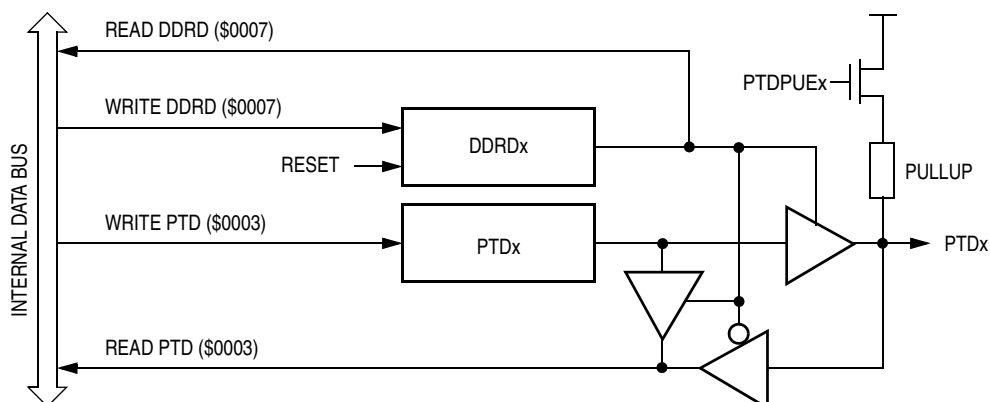 READ DDRD ($0007)
WRITE DDRD ($0007)
PTDPUEx
DDRDx
RESET
PULLUP
INTERNAL DATA BUS
WRITE PTD ($0003)
PTDx
PTDx
READ PTD ($0003)